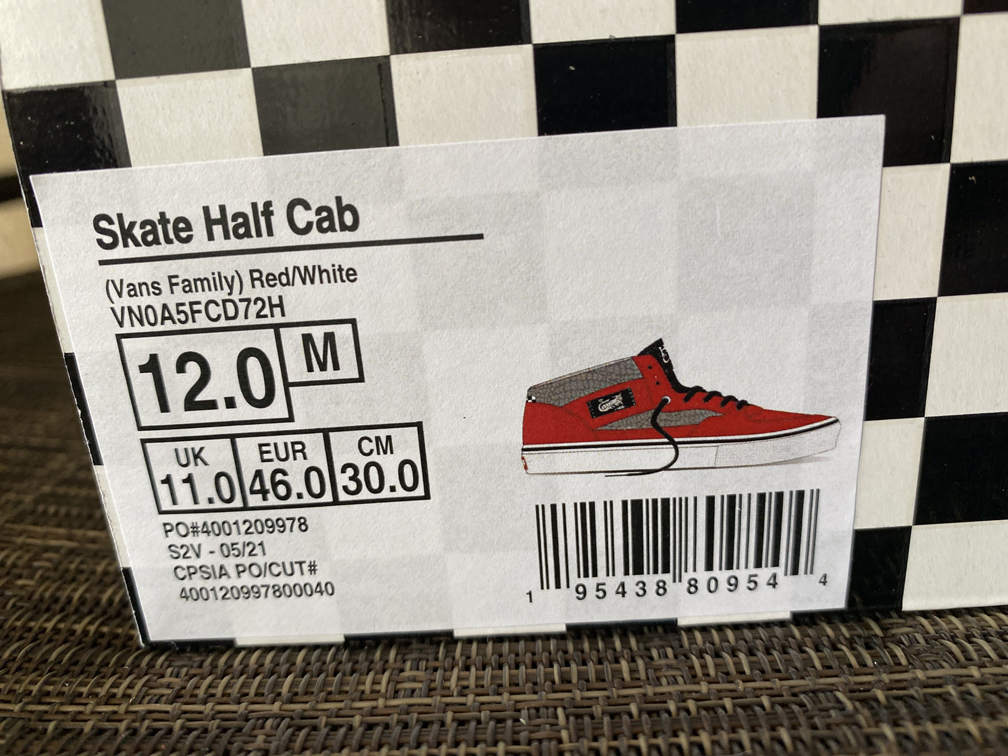 Skate Half Cab
(Vans Family) Red/White
VN0A5FCD72H
12.0 M
UK EUR CM
11.0 46.0 30.0
PO#4001209978
S2V - 05/21
CPSIA PO/CUT#
400120997800040
1 95438 80954 4